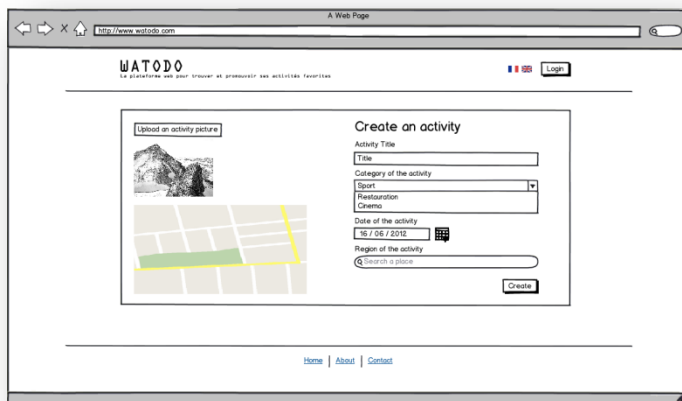 A Web Page
http://www.watodo.com
WATODO
Login
La plateforme web pour trouver et promouvoir ses activités favorites
Upload an activity picture
Create an activity
Activity Title
Title
Category of the activity
Sport
Restauration
Cinema
Date of the activity
16 / 06 / 2012
Region of the activity
Search a place
Create
Home | About | Contact